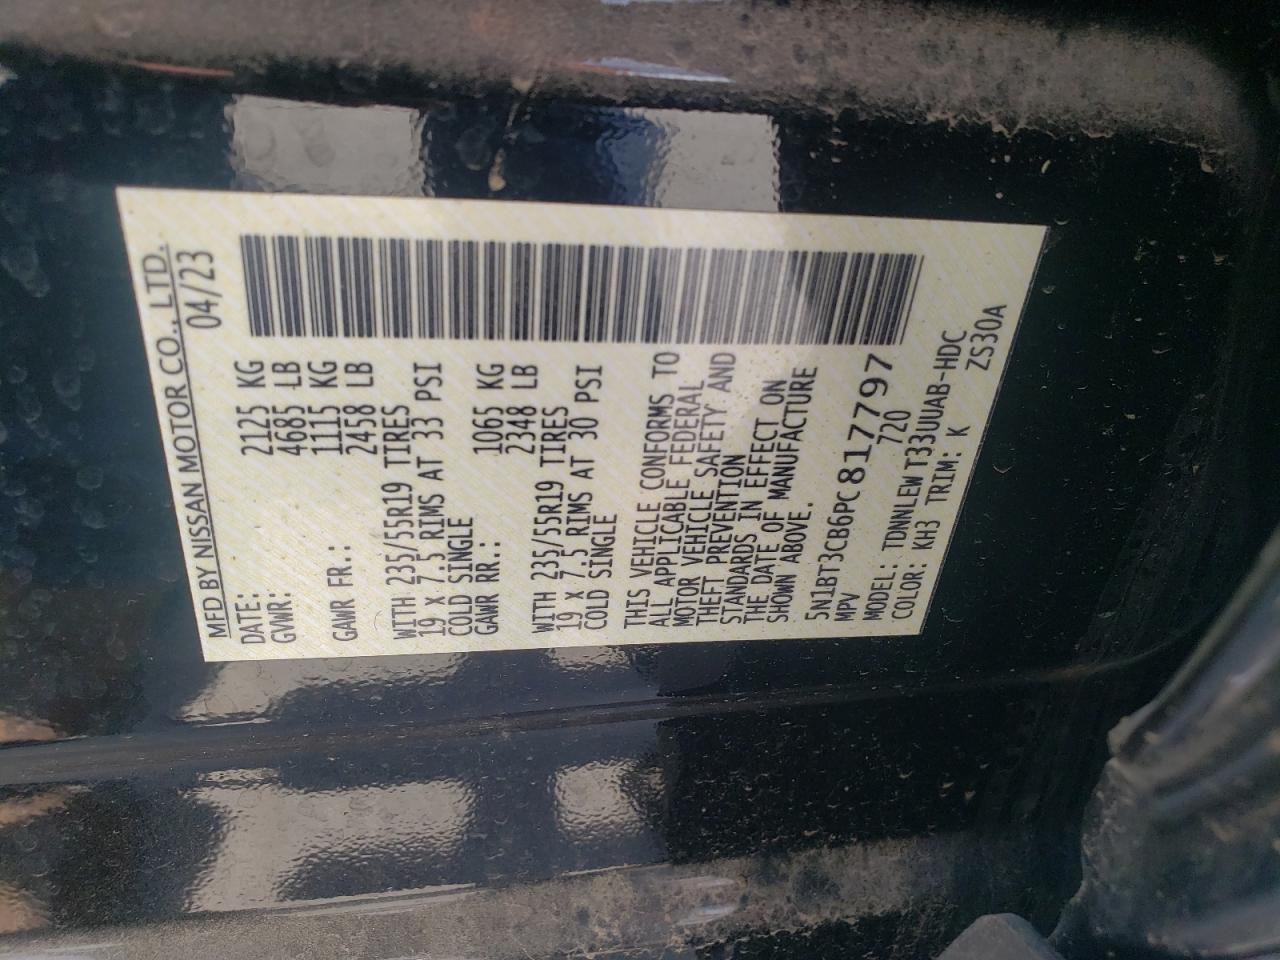 MFD BY NISSAN MOTOR CO., LTD.
DATE: 04/23
GVWR: 2125 KG
4685 LB
GAWR FR.: 1115 KG
2458 LB
WITH 235/55R19 TIRES
19 X 7.5 RIMS AT 33 PSI
COLD SINGLE
GAWR RR.: 1065 KG
2348 LB
WITH 235/55R19 TIRES
19 X 7.5 RIMS AT 30 PSI
COLD SINGLE
THIS VEHICLE CONFORMS TO
ALL APPLICABLE FEDERAL
MOTOR VEHICLE SAFETY AND
THEFT PREVENTION
STANDARDS IN EFFECT ON
THE DATE OF MANUFACTURE
SHOWN ABOVE.
5N1BT3CB6PC817797
MPV 720
MODEL: TDNNLEWT33UUAB-HDC
COLOR: KH3 TRIM: K ZS30A